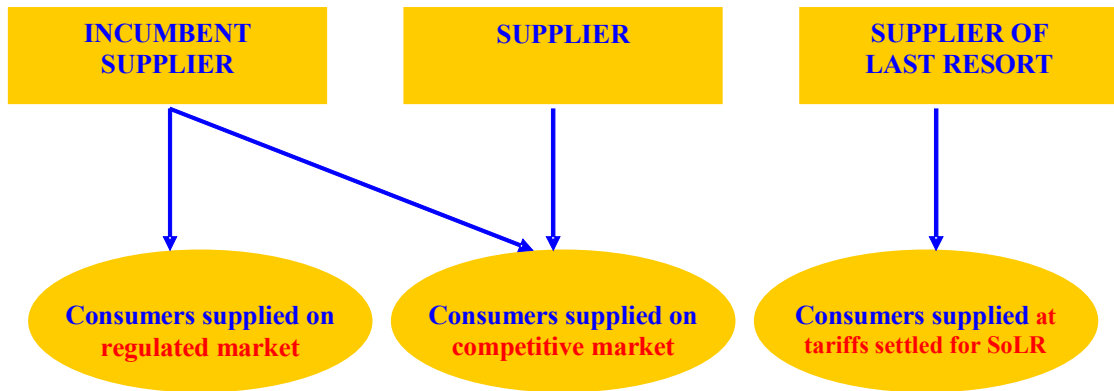 INCUMBENT
SUPPLIER
SUPPLIER
SUPPLIER OF
LAST RESORT
Consumers supplied on
regulated market
Consumers supplied on
competitive market
Consumers supplied at
tariffs settled for SoLR